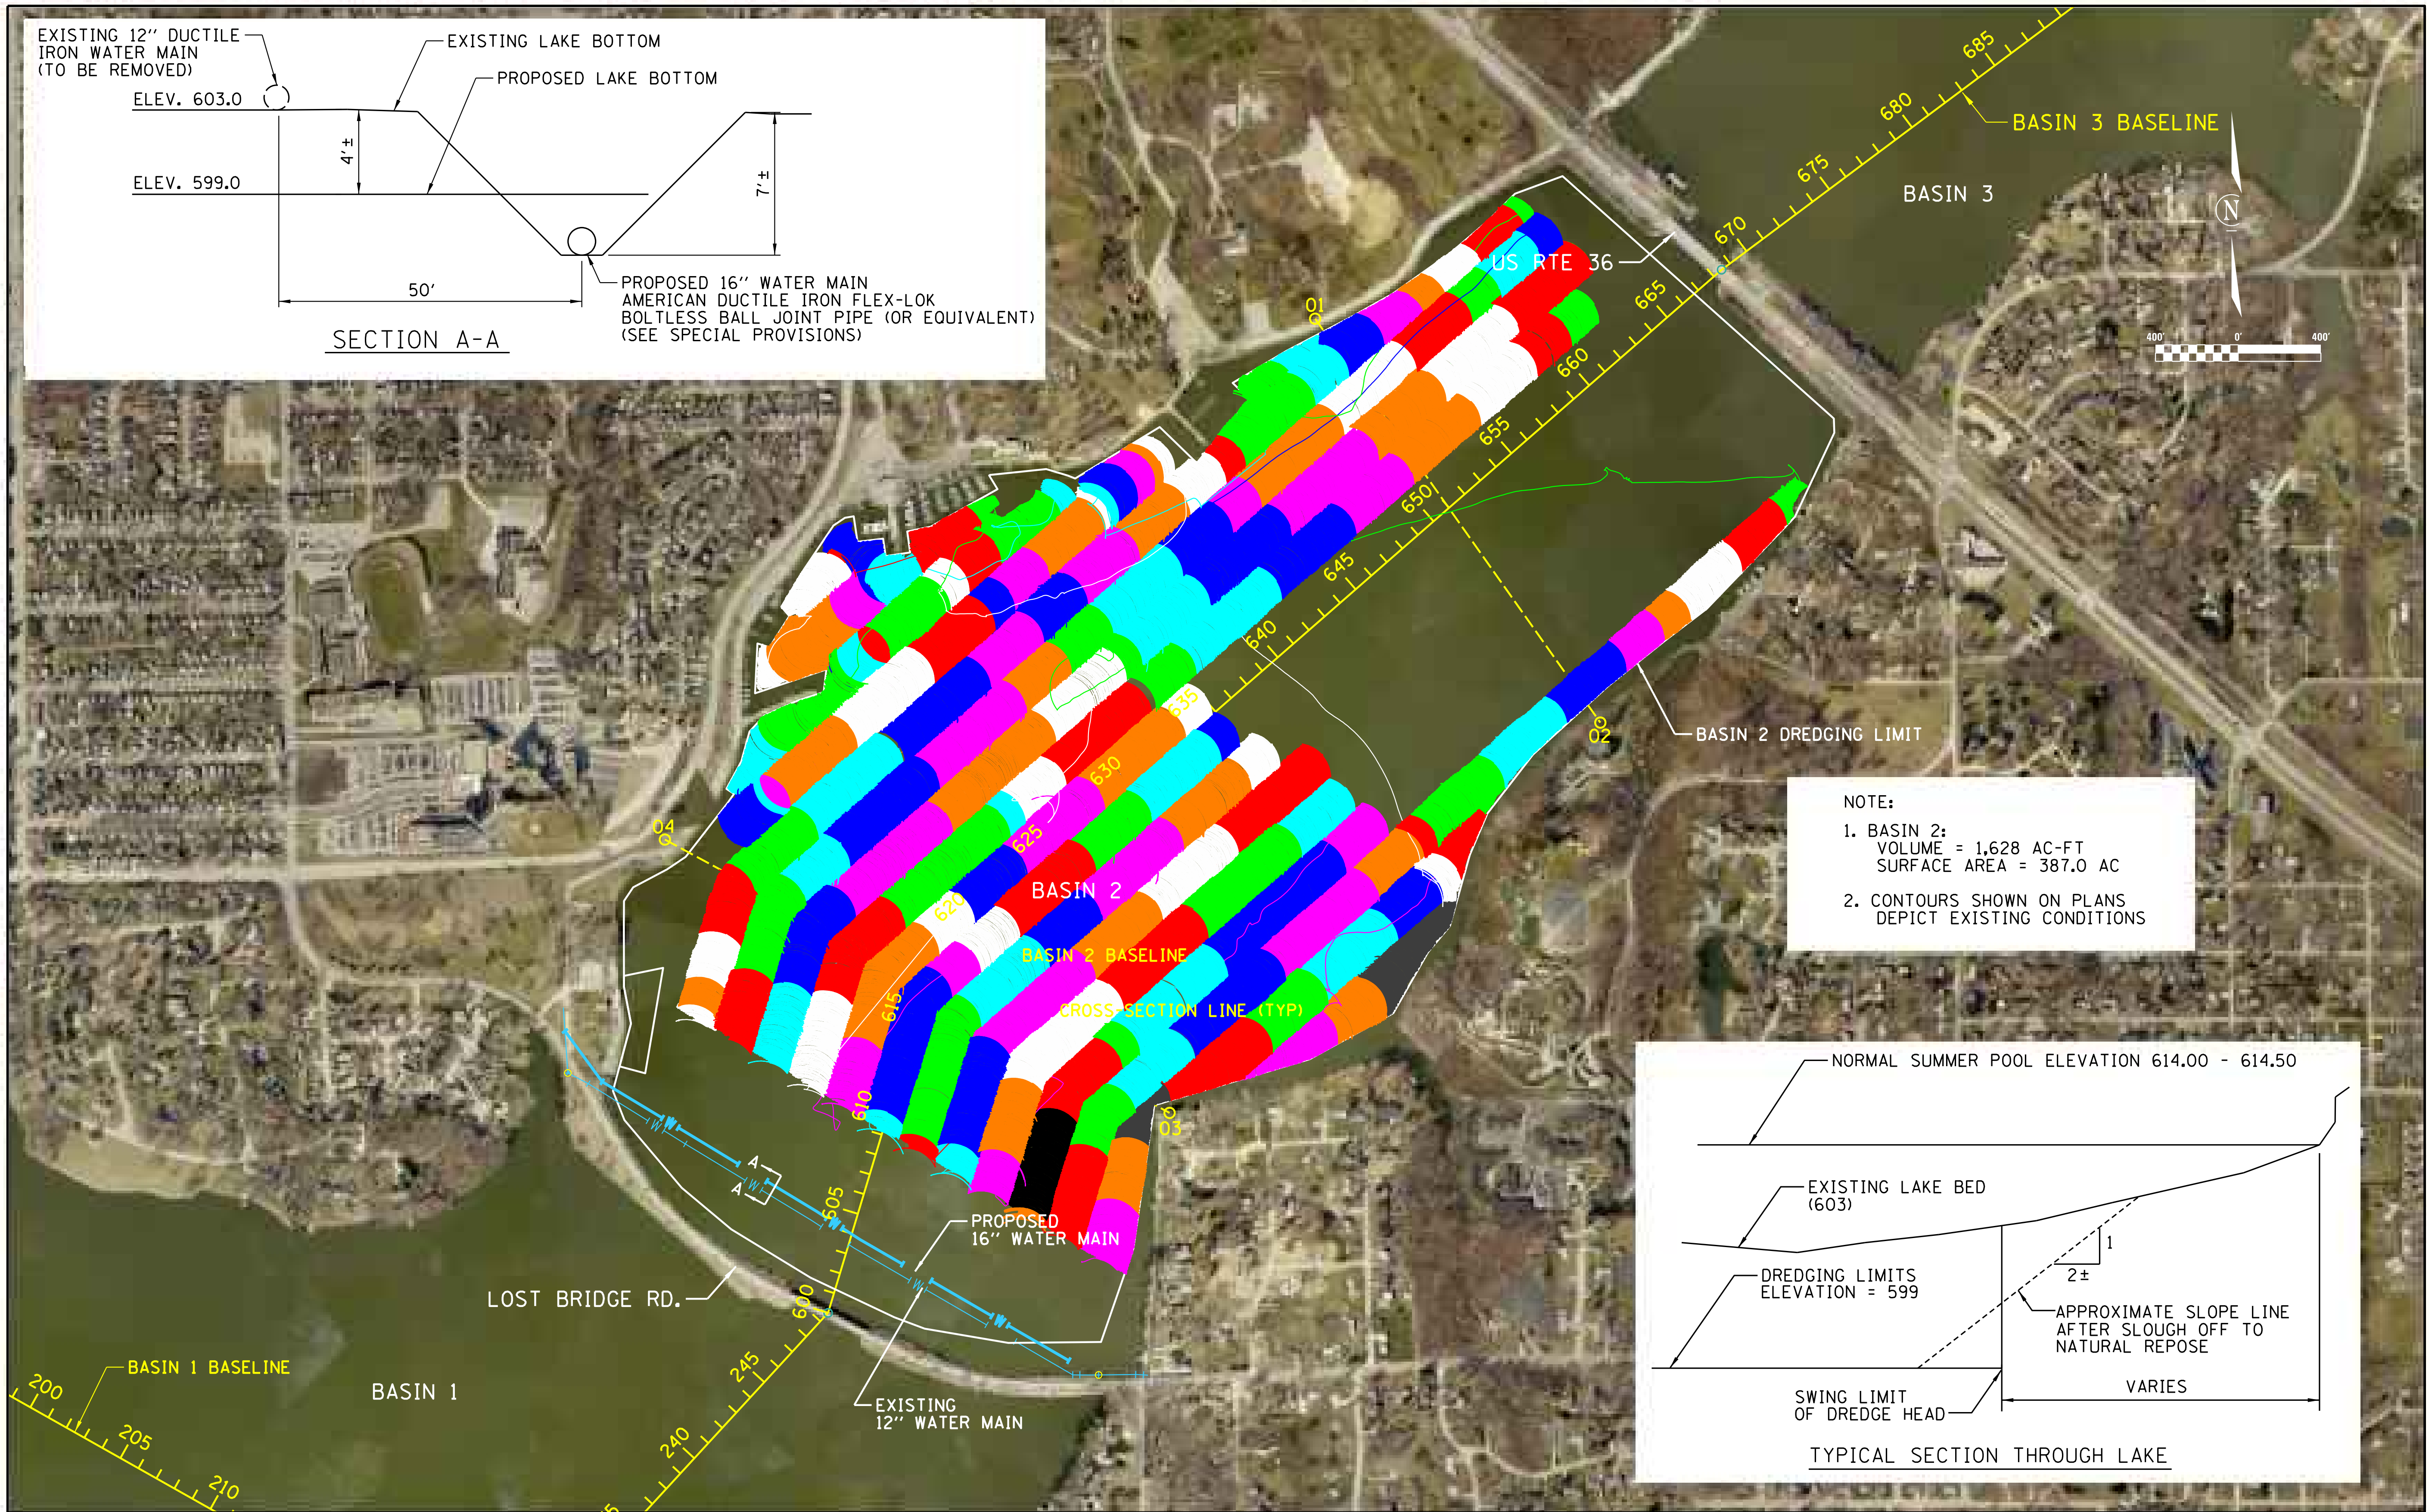 EXISTING 12" DUCTILE
IRON WATER MAIN
(TO BE REMOVED)
EXISTING LAKE BOTTOM
PROPOSED LAKE BOTTOM
ELEV. 603.0
4'±
7'±
ELEV. 599.0
50'
PROPOSED 16" WATER MAIN
AMERICAN DUCTILE IRON FLEX-LOK
BOLTLESS BALL JOINT PIPE (OR EQUIVALENT)
(SEE SPECIAL PROVISIONS)
SECTION A-A
685
680
675
670
665
660
655
650
645
640
635
630
625
620
615
610
605
600
BASIN 3 BASELINE
BASIN 3
N
400' 0' 400'
US RTE 36
01
02
03
04
BASIN 2 DREDGING LIMIT
NOTE:
1. BASIN 2:
VOLUME = 1,628 AC-FT
SURFACE AREA = 387.0 AC
2. CONTOURS SHOWN ON PLANS
DEPICT EXISTING CONDITIONS
BASIN 2
BASIN 2 BASELINE
CROSS-SECTION LINE (TYP)
W
W
A
W
A
W
W
W
W
PROPOSED
16" WATER MAIN
LOST BRIDGE RD.
EXISTING
12" WATER MAIN
BASIN 1 BASELINE
BASIN 1
200
205
210
240
245
NORMAL SUMMER POOL ELEVATION 614.00 - 614.50
EXISTING LAKE BED
(603)
1
2±
DREDGING LIMITS
ELEVATION = 599
APPROXIMATE SLOPE LINE
AFTER SLOUGH OFF TO
NATURAL REPOSE
SWING LIMIT
OF DREDGE HEAD
VARIES
TYPICAL SECTION THROUGH LAKE